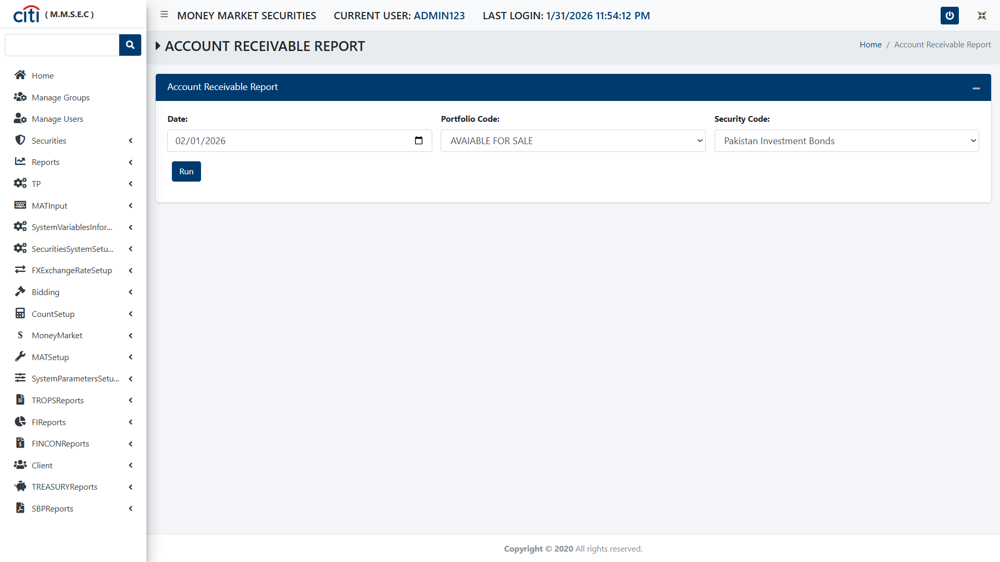 citi ( M.M.S.E.C )
MONEY MARKET SECURITIES CURRENT USER: ADMIN123 LAST LOGIN: 1/31/2026 11:54:12 PM
ACCOUNT RECEIVABLE REPORT
Home / Account Receivable Report
Home
Manage Groups
Manage Users
Securities
Reports
TP
MATInput
SystemVariablesInfor...
SecuritiesSystemSetu...
FXExchangeRateSetup
Bidding
CountSetup
MoneyMarket
MATSetup
SystemParametersSetu...
TROPSReports
FIReports
FINCONReports
Client
TREASURYReports
SBPReports
Account Receivable Report
Date: Portfolio Code: Security Code:
02/01/2026 AVAIABLE FOR SALE Pakistan Investment Bonds
Run
Copyright © 2020 All rights reserved.